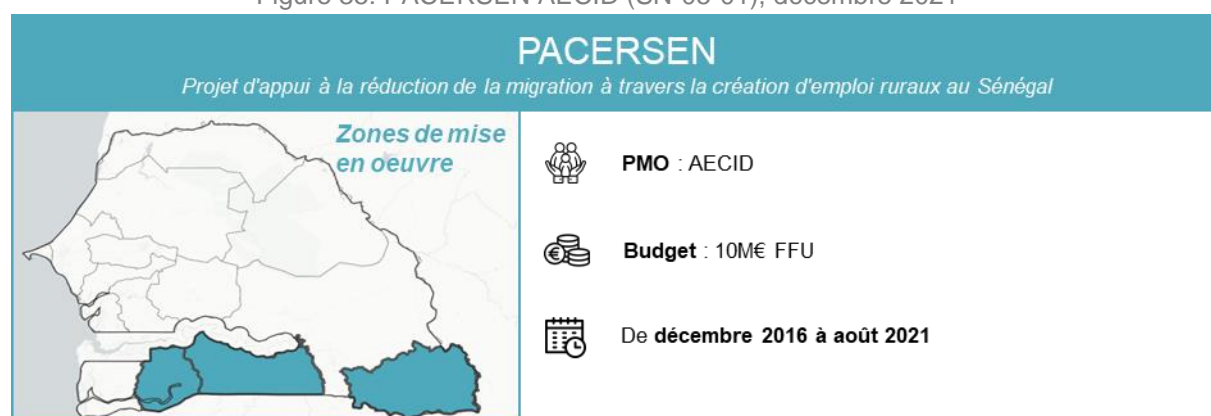 PACERSEN
Projet d'appui à la réduction de la migration à travers la création d'emploi ruraux au Sénégal
Zones de mise
en oeuvre
PMO : AECID
Budget : 10M€ FFU
De décembre 2016 à août 2021